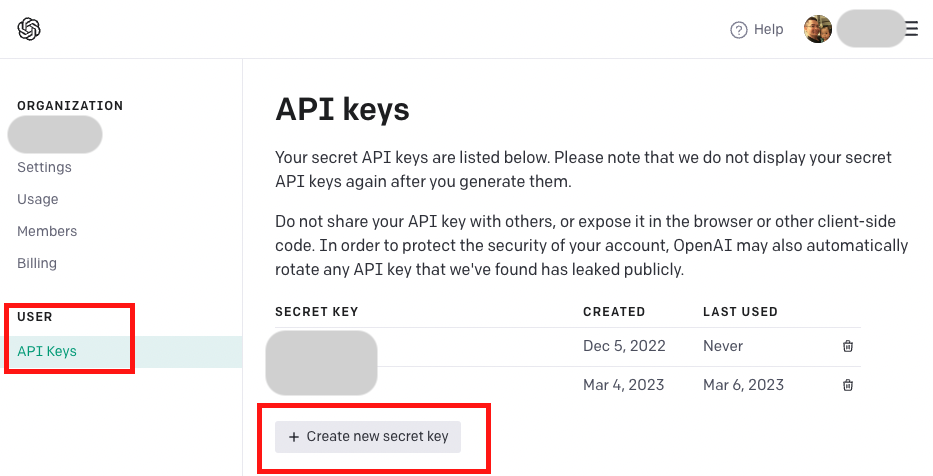 Help
ORGANIZATION
Settings
Usage
Members
Billing
USER
API Keys
API keys
Your secret API keys are listed below. Please note that we do not display your secret
API keys again after you generate them.
Do not share your API key with others, or expose it in the browser or other client-side
code. In order to protect the security of your account, OpenAI may also automatically
rotate any API key that we've found has leaked publicly.
SECRET KEY CREATED LAST USED
Dec 5, 2022 Never
Mar 4, 2023 Mar 6, 2023
+ Create new secret key